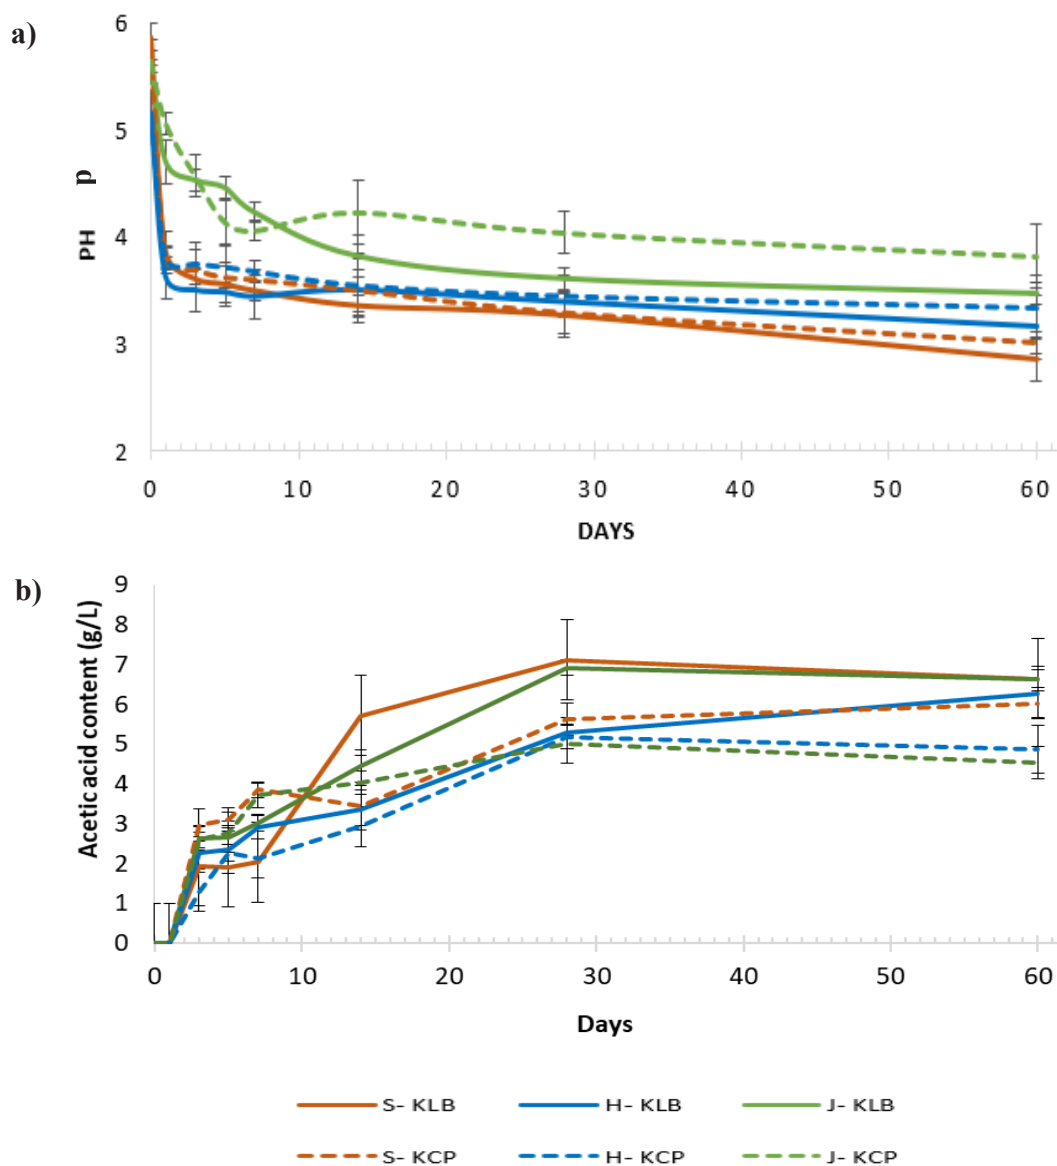 a)
6
5
4
3
2
p
PH
0 10 20 30 40 50 60
DAYS
b)
9
8
7
6
5
4
3
2
1
0
Acetic acid content (g/L)
0 10 20 30 40 50 60
Days
S- KLB H- KLB J- KLB
S- KCP H- KCP J- KCP